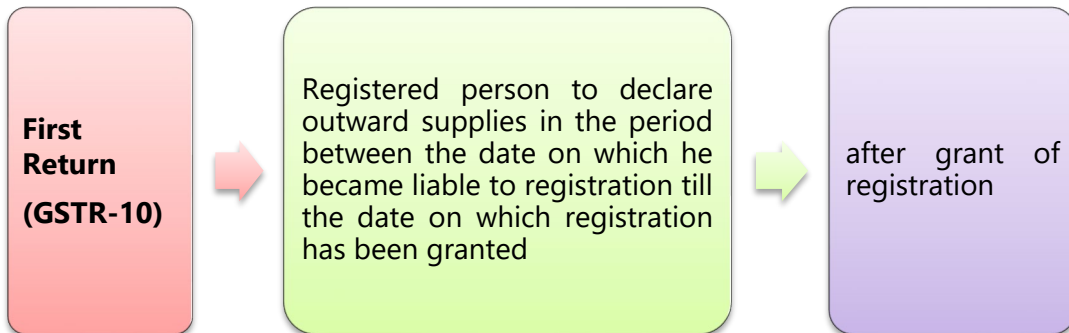 First
Return
(GSTR-10)
Registered person to declare
outward supplies in the period
between the date on which he
became liable to registration till
the date on which registration
has been granted
after grant of
registration